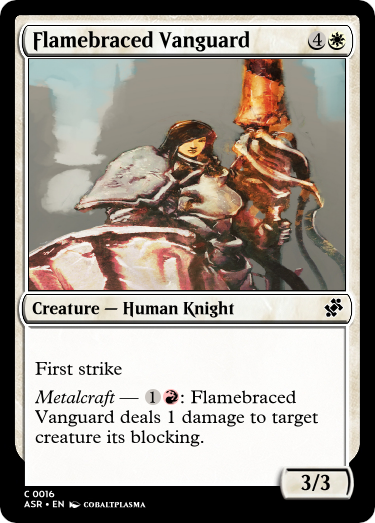 Flamebraced Vanguard 4
Creature — Human Knight
First strike
Metalcraft — 1 : Flamebraced
Vanguard deals 1 damage to target
creature its blocking.
3/3
C 0016
ASR • EN COBALTPLASMA